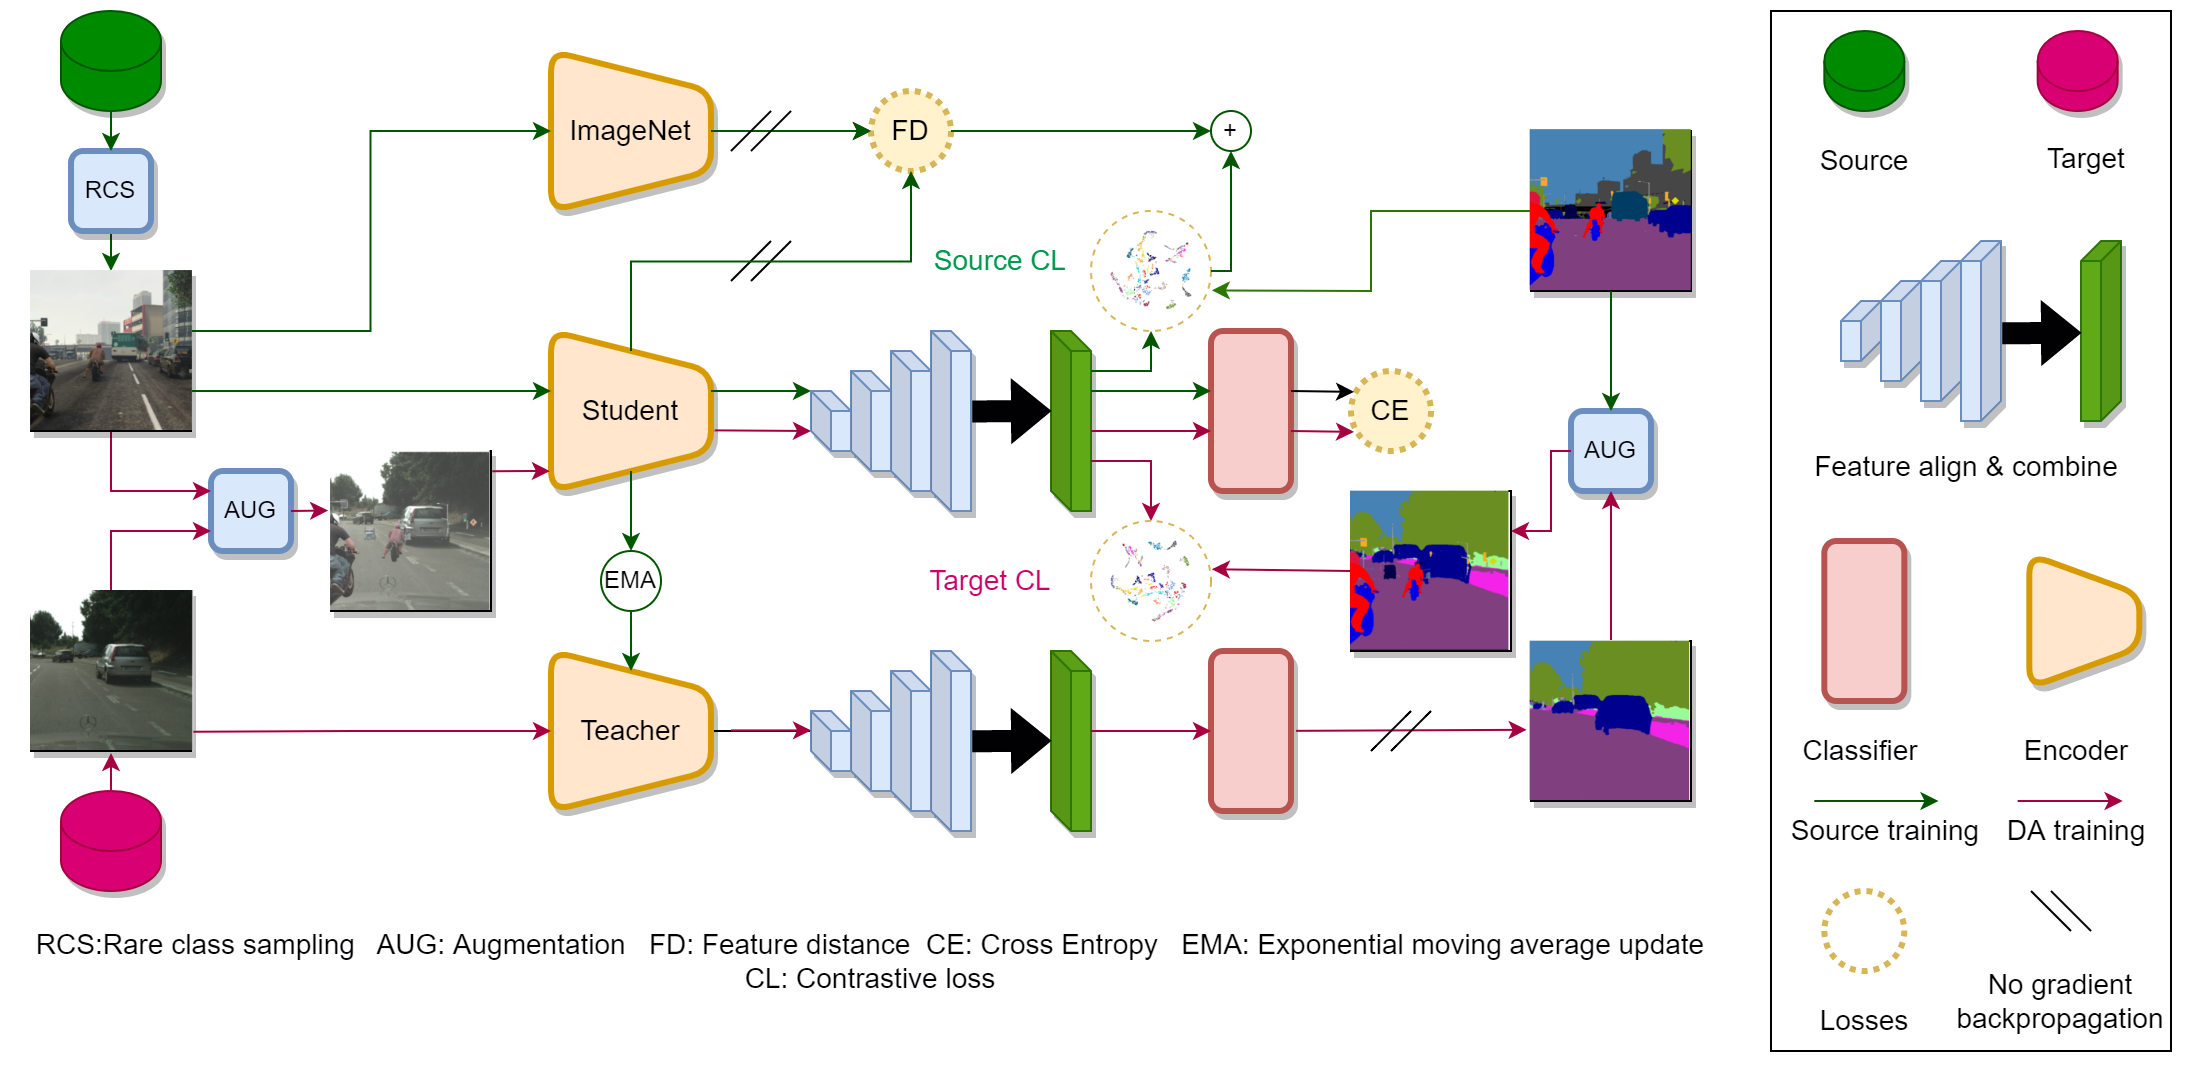 RCS
ImageNet
FD
+
Source CL
Student
CE
AUG
AUG
EMA
Target CL
Teacher
RCS:Rare class sampling AUG: Augmentation FD: Feature distance CE: Cross Entropy EMA: Exponential moving average update
CL: Contrastive loss
Source
Target
Feature align & combine
Classifier
Encoder
Source training
DA training
Losses
No gradient
backpropagation